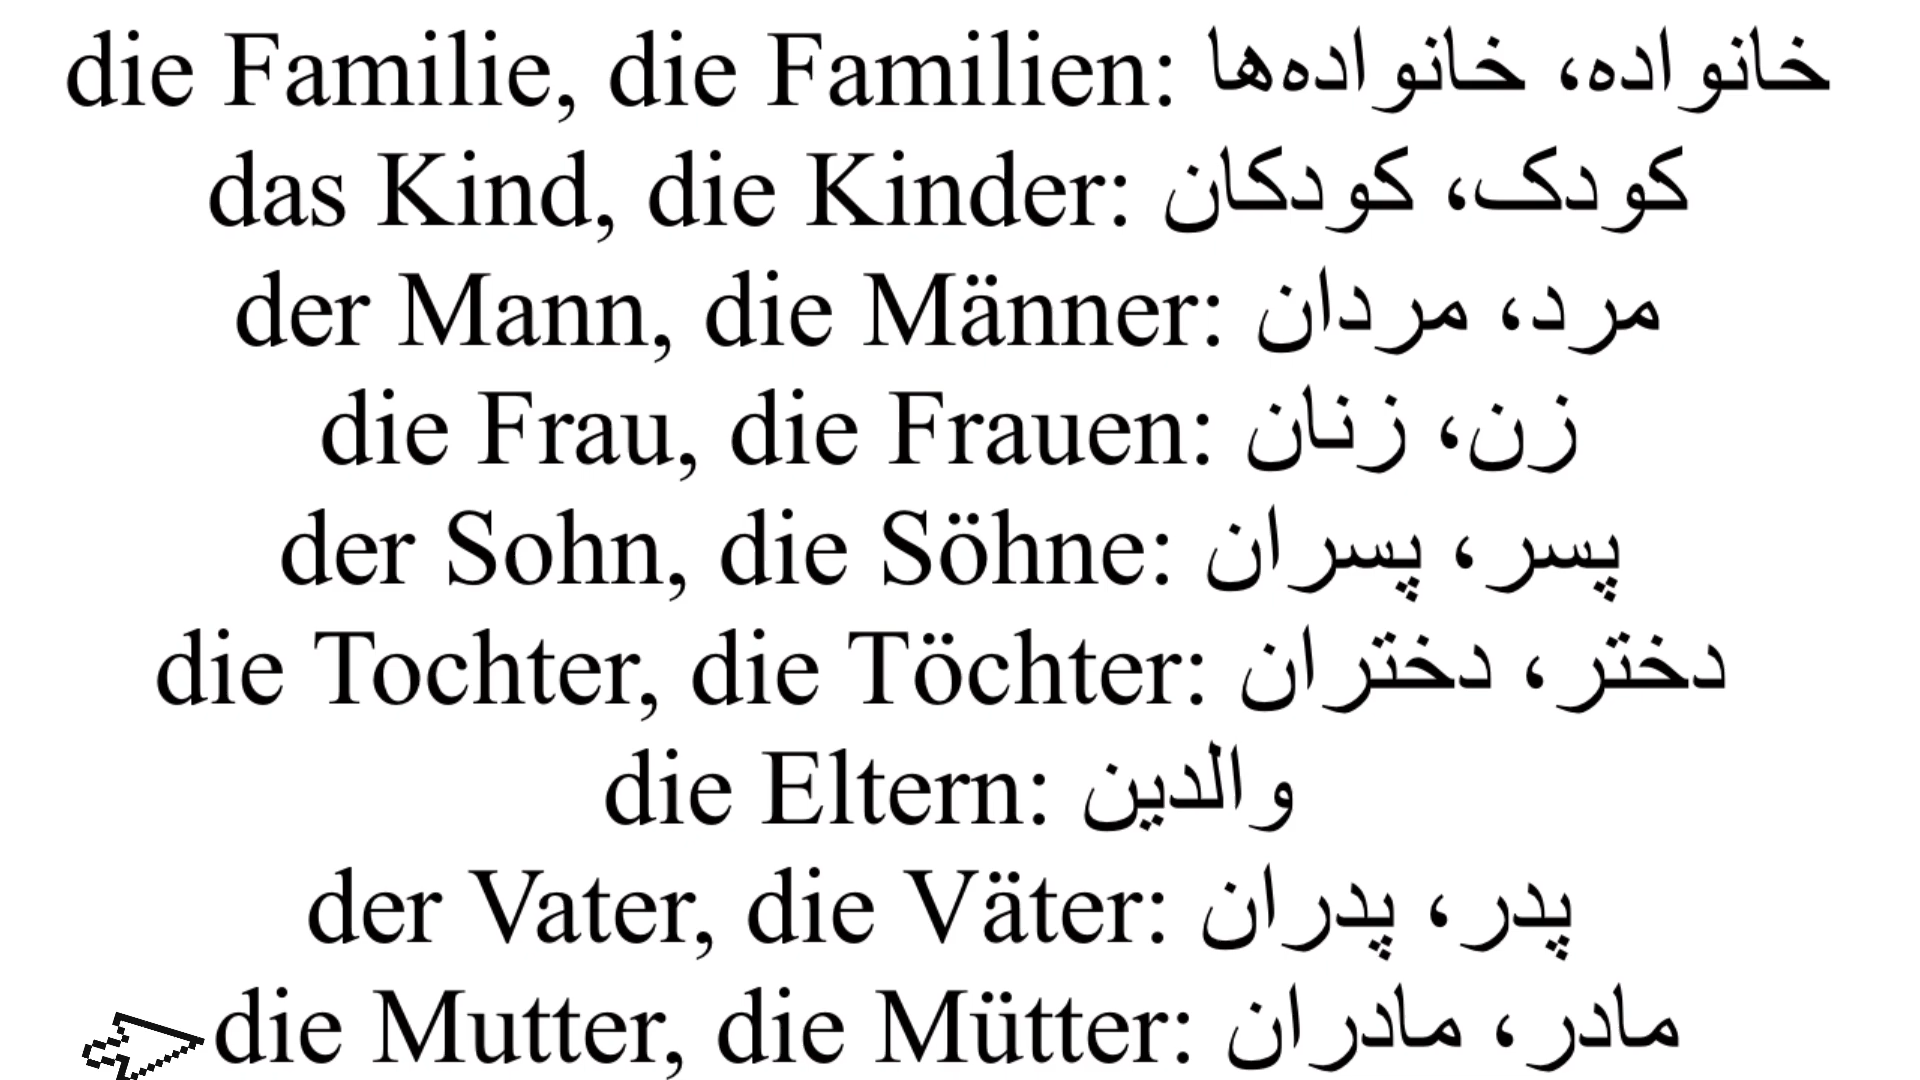 die Familie, die Familien: خانواده، خانواده‌ها
das Kind, die Kinder: کودک، کودکان
der Mann, die Männer: مرد، مردان
die Frau, die Frauen: زن، زنان
der Sohn, die Söhne: پسر، پسران
die Tochter, die Töchter: دختر، دختران
die Eltern: والدین
der Vater, die Väter: پدر، پدران
die Mutter, die Mütter: مادر، مادران